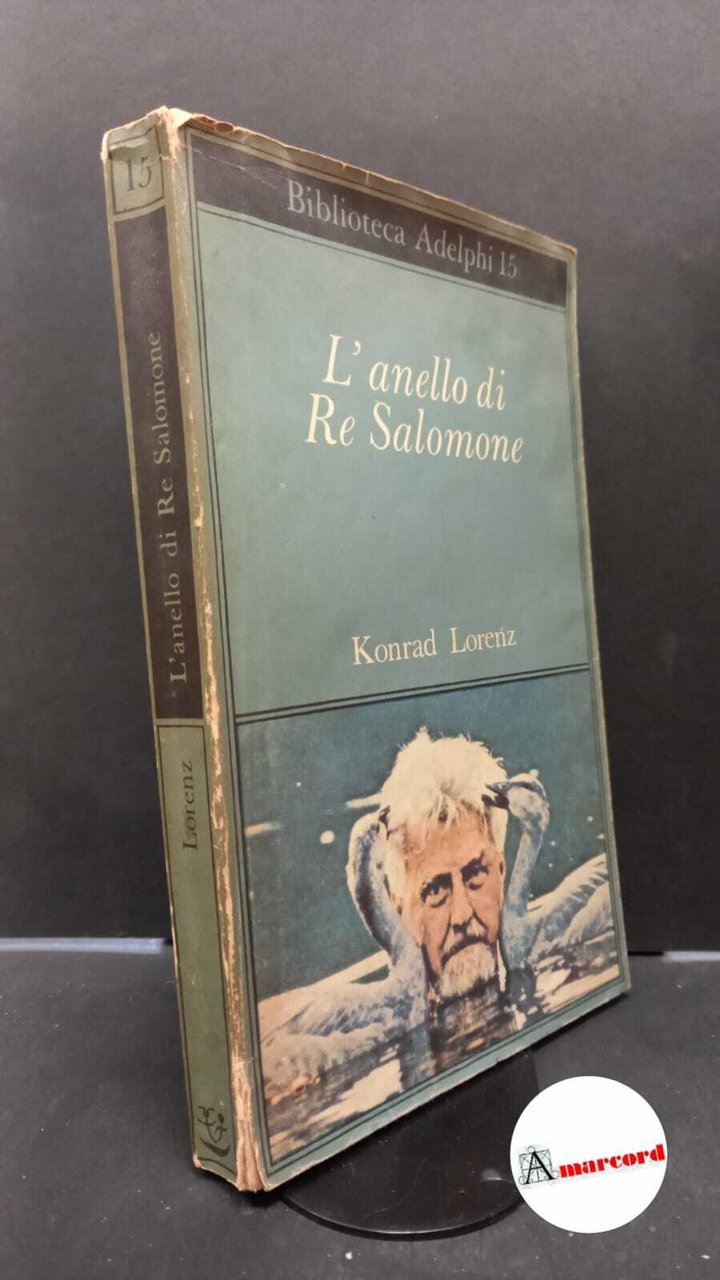 15
L'anello di Re Salomone
Lorenz
Biblioteca Adelphi 15
L'anello di
Re Salomone
Konrad Lorenz
Amarcord